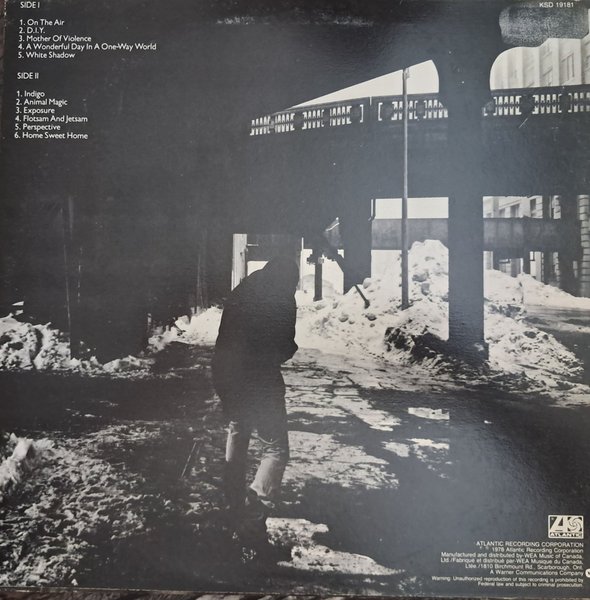 SIDE I
KSD 19181
1. On The Air
2. D.I.Y.
3. Mother Of Violence
4. A Wonderful Day In A One-Way World
5. White Shadow
SIDE II
1. Indigo
2. Animal Magic
3. Exposure
4. Flotsam And Jetsam
5. Perspective
6. Home Sweet Home
ATLANTIC
ATLANTIC RECORDING CORPORATION
℗ 1978 Atlantic Recording Corporation
Manufactured and distributed by-WEA Music of Canada,
Ltd./Fabriqué et distribué par-WEA Musique du Canada,
Ltée./1810 Birchmount Rd., Scarborough, Ont.
A Warner Communications Company
Warning: Unauthorized reproduction of this recording is prohibited by
Federal law and subject to criminal prosecution.